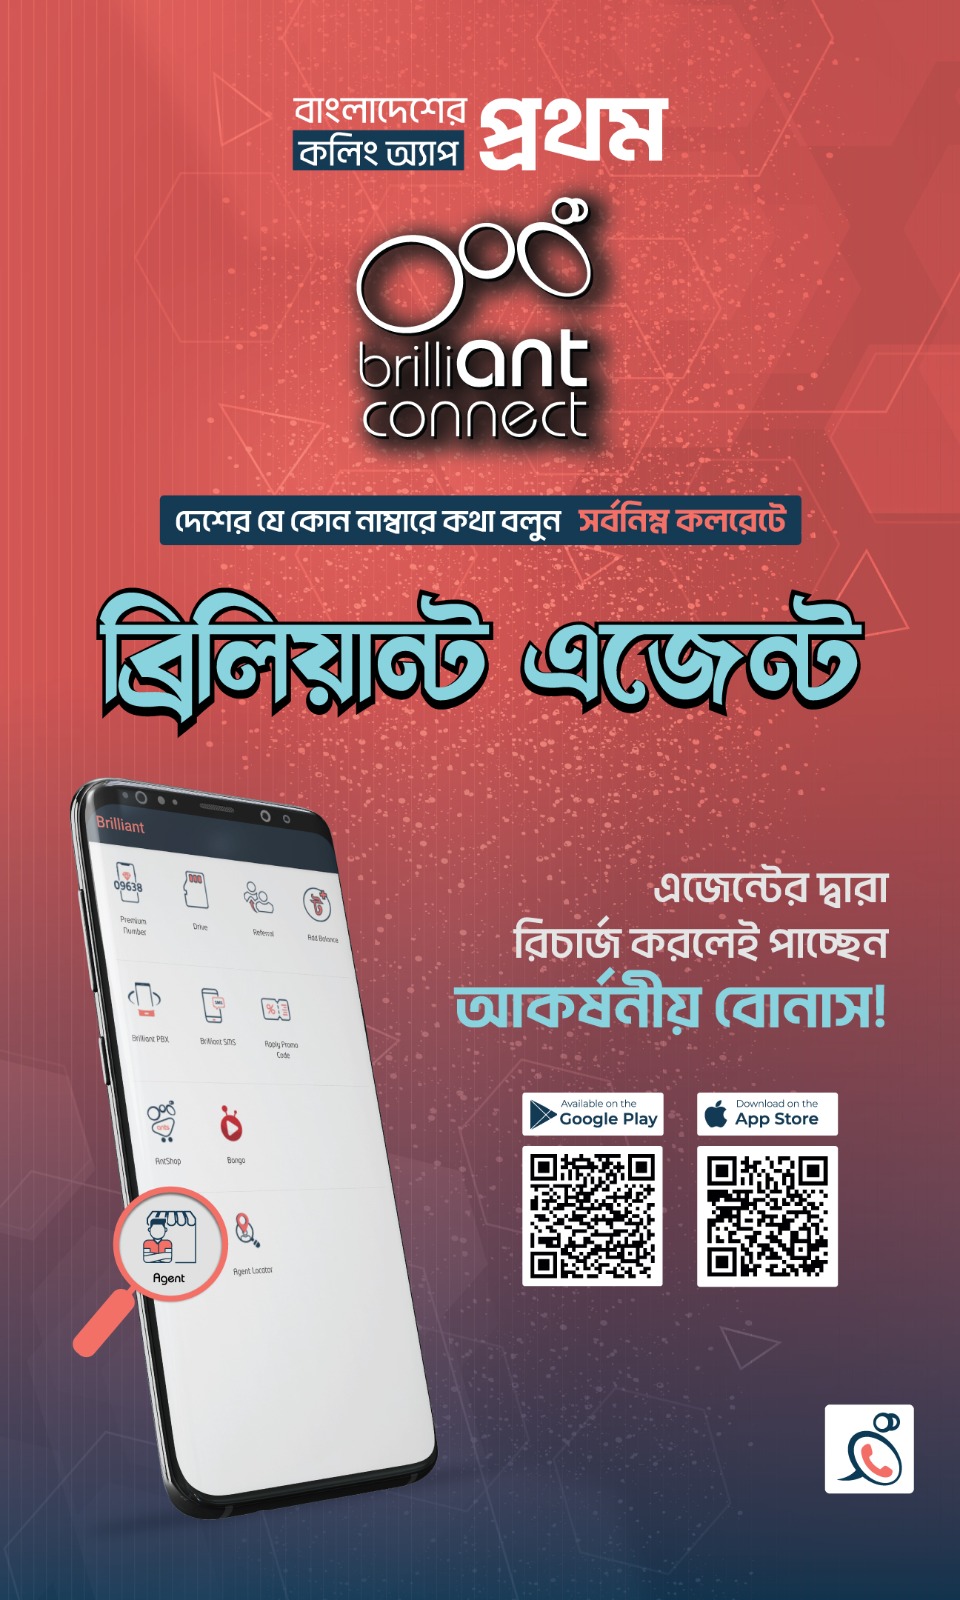 বাংলাদেশের
কলিং অ্যাপ
প্রথম
brilliant
connect
দেশের যে কোন নাম্বারে কথা বলুন সর্বনিম্ন কলরেটে
ব্রিলিয়ান্ট এজেন্ট
Brilliant
09638
Premium
Number
Drive
Referral
Add Balance
Brilliant PBX
Brilliant SMS
Apply Promo
Code
AntShop
Bongo
Agent
Agent Locator
এজেন্টের দ্বারা
রিচার্জ করলেই পাচ্ছেন
আকর্ষনীয় বোনাস!
Available on the
Google Play
Download on the
App Store